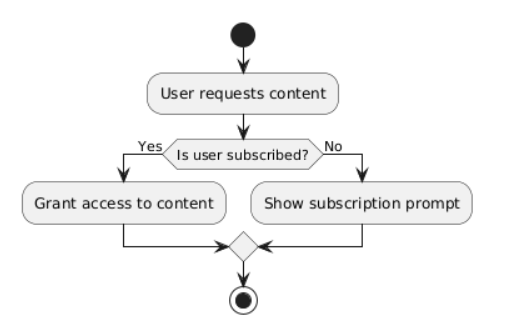 User requests content
Yes
Is user subscribed?
No
Grant access to content
Show subscription prompt